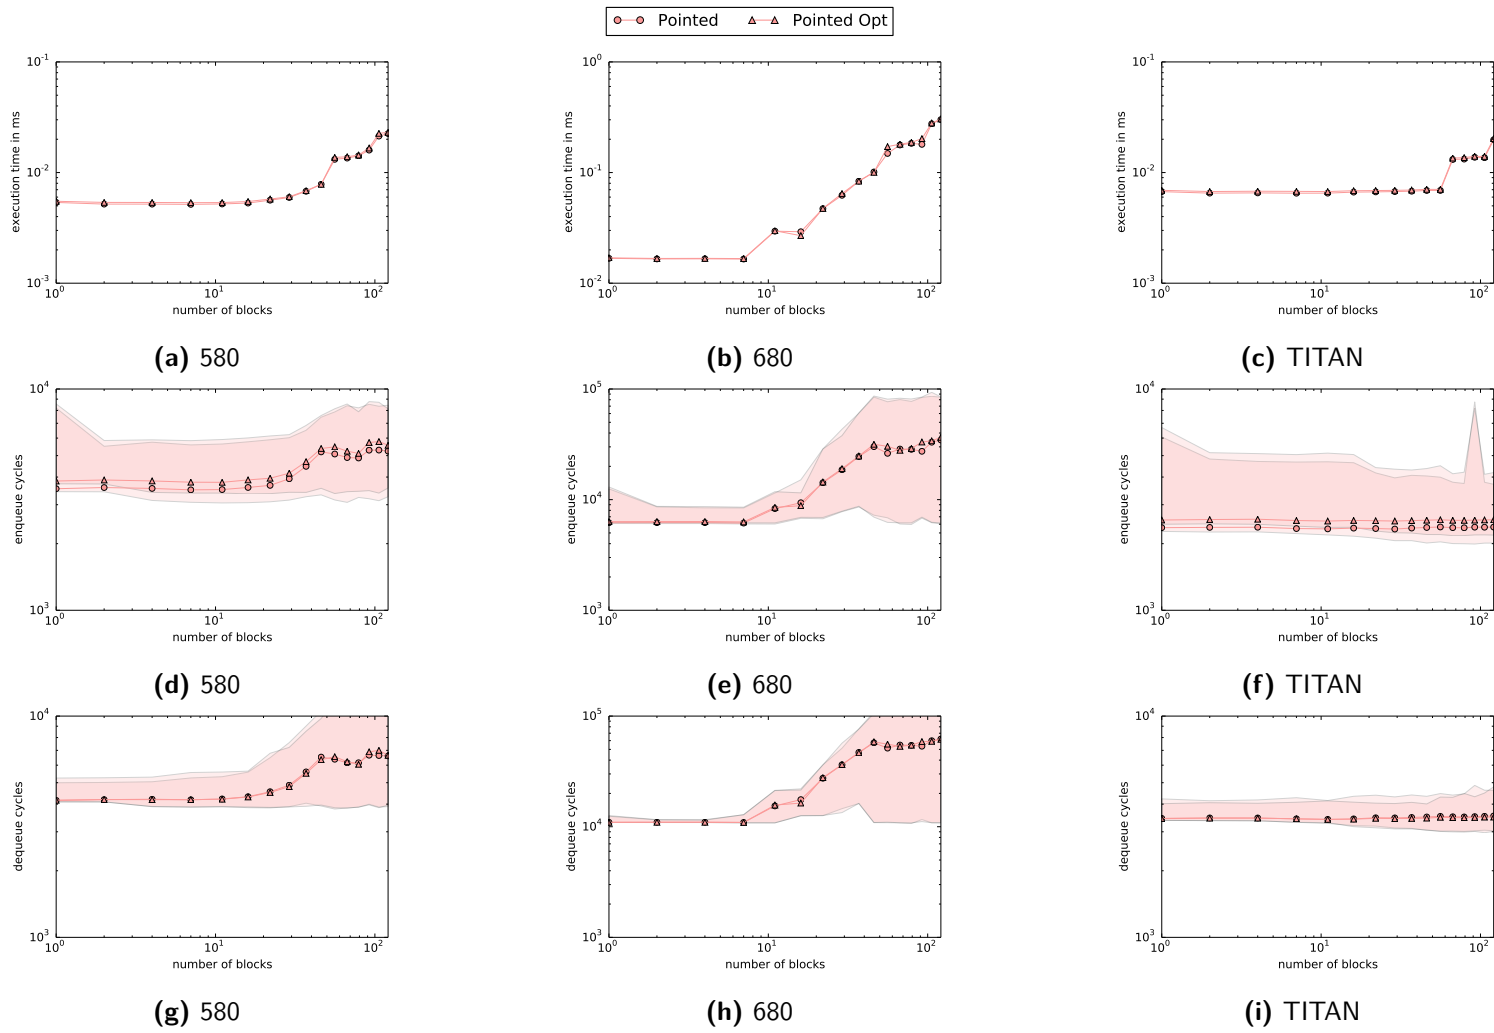 Pointed Pointed Opt
10^-1 10^0 10^-1
10^-2 10^-1 10^-2
10^-3 10^-2 10^-3
execution time in ms execution time in ms execution time in ms
10^0 10^1 10^2 10^0 10^1 10^2 10^0 10^1 10^2
number of blocks number of blocks number of blocks
(a) 580 (b) 680 (c) TITAN
10^4 10^5 10^4
10^4
10^3 10^3 10^3
enqueue cycles enqueue cycles enqueue cycles
10^0 10^1 10^2 10^0 10^1 10^2 10^0 10^1 10^2
number of blocks number of blocks number of blocks
(d) 580 (e) 680 (f) TITAN
10^4 10^5 10^4
10^4
10^3 10^3 10^3
dequeue cycles dequeue cycles dequeue cycles
10^0 10^1 10^2 10^0 10^1 10^2 10^0 10^1 10^2
number of blocks number of blocks number of blocks
(g) 580 (h) 680 (i) TITAN